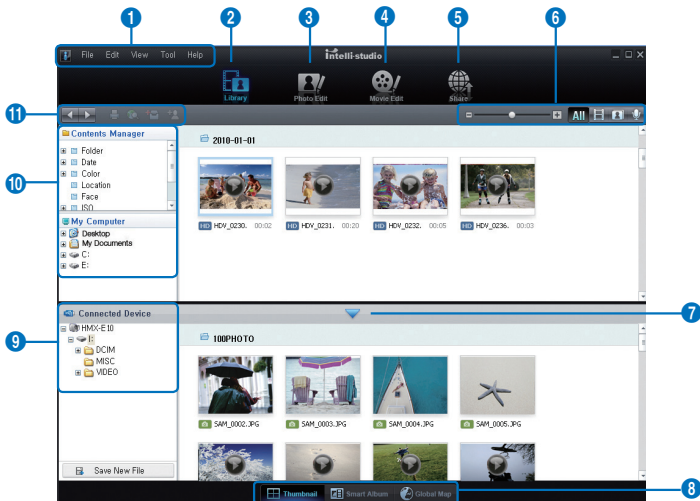 1 2 3 4 5 6
File Edit View Tool Help
intelli-studio
Library Photo Edit Movie Edit Share
11
All
Contents Manager
2010-01-01
Folder
Date
Color
Location
Face
ISO
10
HD HDV_0230. 00:02 HD HDV_0231. 00:20 HD HDV_0232. 00:05 HD HDV_0236. 00:03
My Computer
Desktop
My Documents
C:
E:
Connected Device
7
HMX-E10
I:
DCIM
MISC
VIDEO
9
100PHOTO
SAM_0002.JPG SAM_0003.JPG SAM_0004.JPG SAM_0005.JPG
Save New File
Thumbnail Smart Album Global Map
8